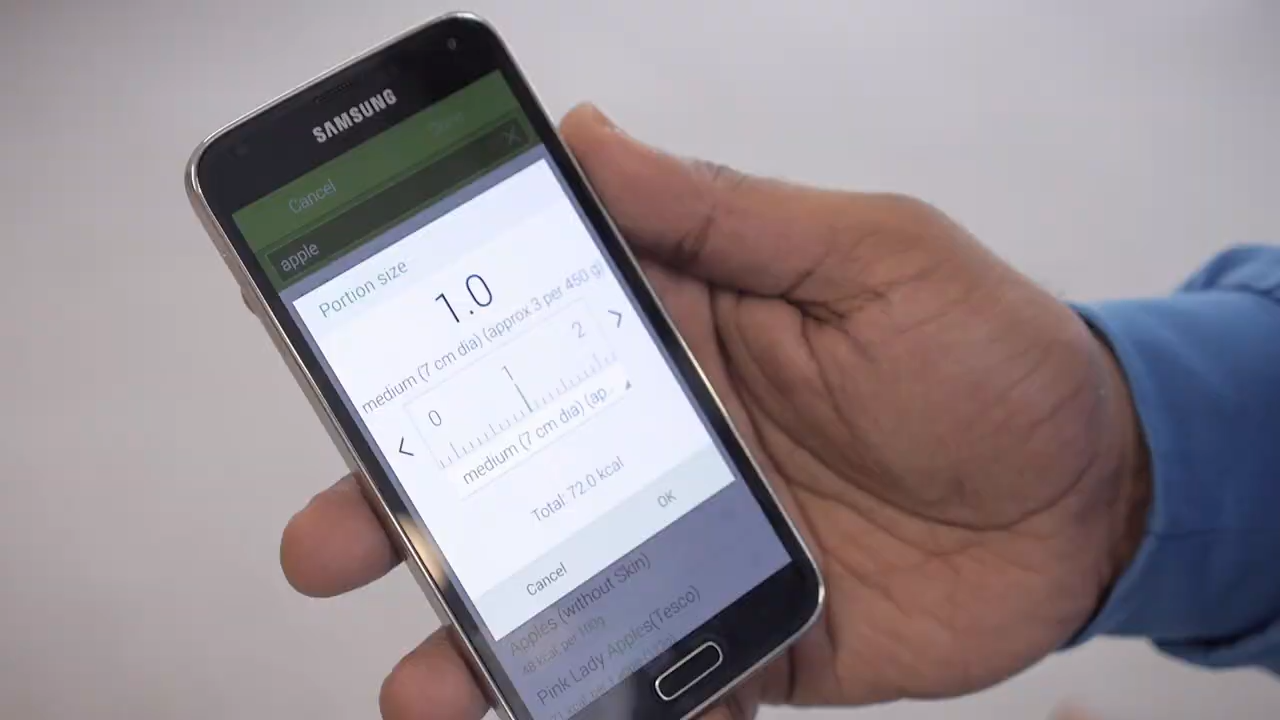 SAMSUNG
Cancel
apple
Portion size
1.0
medium (7 cm dia) (approx 3 per 450 g)
0 1 2
< >
medium (7 cm dia) (ap..
Total: 72.0 kcal
Cancel OK
Apples (without Skin)
48 kcal per 100g
Pink Lady Apples(Tesco)